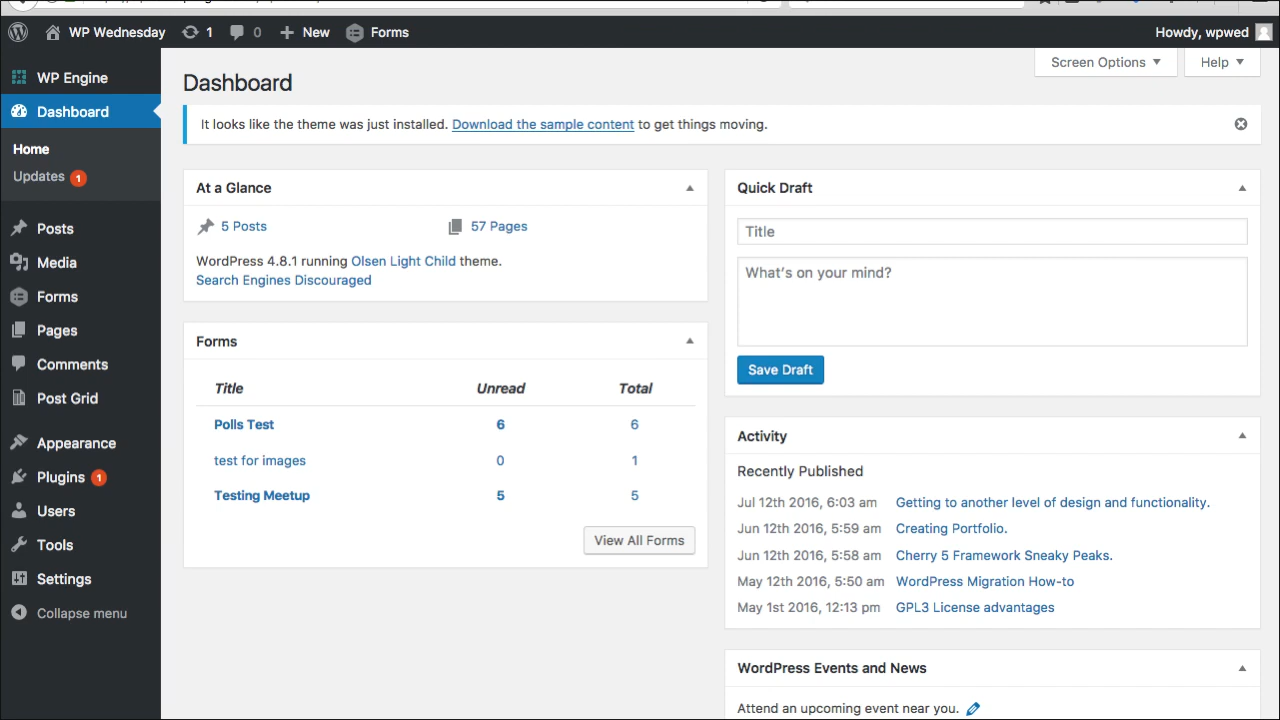 WP Wednesday 1 0 New Forms Howdy, wpwed
WP Engine
Dashboard
Home
Updates 1
Posts
Media
Forms
Pages
Comments
Post Grid
Appearance
Plugins 1
Users
Tools
Settings
Collapse menu
Screen Options Help
Dashboard
It looks like the theme was just installed. Download the sample content to get things moving.
At a Glance
5 Posts 57 Pages
WordPress 4.8.1 running Olsen Light Child theme.
Search Engines Discouraged
Forms
Title Unread Total
Polls Test 6 6
test for images 0 1
Testing Meetup 5 5
View All Forms
Quick Draft
Title
What's on your mind?
Save Draft
Activity
Recently Published
Jul 12th 2016, 6:03 am Getting to another level of design and functionality.
Jun 12th 2016, 5:59 am Creating Portfolio.
Jun 12th 2016, 5:58 am Cherry 5 Framework Sneaky Peaks.
May 12th 2016, 5:50 am WordPress Migration How-to
May 1st 2016, 12:13 pm GPL3 License advantages
WordPress Events and News
Attend an upcoming event near you.